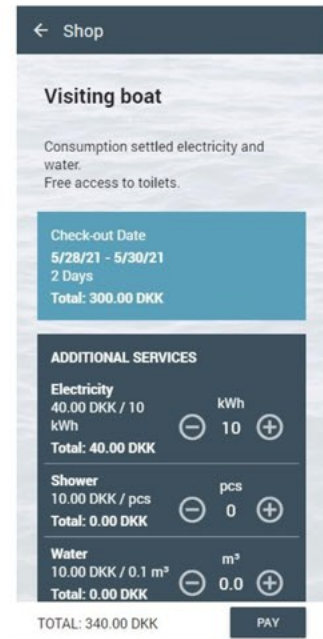 ← Shop
Visiting boat
Consumption settled electricity and
water.
Free access to toilets.
Check-out Date
5/28/21 - 5/30/21
2 Days
Total: 300.00 DKK
ADDITIONAL SERVICES
Electricity
40.00 DKK / 10
kWh
Total: 40.00 DKK
kWh
10
Shower
10.00 DKK / pcs
Total: 0.00 DKK
pcs
0
Water
10.00 DKK / 0.1 m³
Total: 0.00 DKK
m³
0.0
TOTAL: 340.00 DKK
PAY